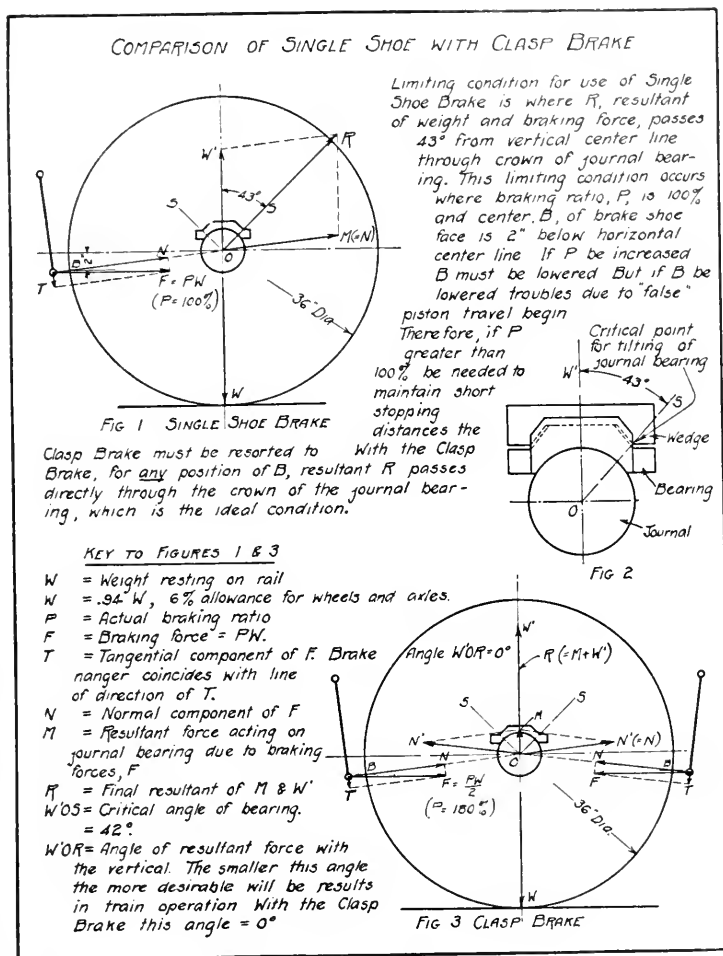 COMPARISON OF SINGLE SHOE WITH CLASP BRAKE
Limiting condition for use of Single
Shoe Brake is where R, resultant
of weight and braking force, passes
43° from vertical center line
through crown of journal bear-
ing. This limiting condition occurs
where braking ratio, P, is 100%
and center, B, of brake shoe
face is 2" below horizontal
center line If P be increased
B must be lowered But if B be
lowered troubles due to "false"
piston travel begin
Therefore, if P
greater than
100% be needed to
maintain short
stopping
distances the
Clasp Brake must be resorted to With the Clasp
Brake, for any position of B, resultant R passes
directly through the crown of the journal bear-
ing, which is the ideal condition.
W'
R
43°
S
S
M(=N)
O
B
2"
N
T
F = PW
(P=100%)
36" Dia.
W
FIG 1 SINGLE SHOE BRAKE
Critical point
for tilting of
journal bearing
W'
43°
S
Wedge
Bearing
O
Journal
FIG 2
KEY TO FIGURES 1 & 3
W = Weight resting on rail
W = .94 W, 6% allowance for wheels and axles.
P = Actual braking ratio
F = Braking force = PW.
T = Tangential component of F. Brake
nanger coincides with line
of direction of T.
N = Normal component of F
M = Resultant force acting on
journal bearing due to braking
forces, F
R = Final resultant of M & W'
W'OS = Critical angle of bearing.
= 42°.
W'OR = Angle of resultant force with
the vertical. The smaller this angle
the more desirable will be results
in train operation With the Clasp
Brake this angle = 0°
W'
Angle W'OR=0°
R (=M+W')
S
M
S
N'
N'(=N)
O
B
N
N
B
T
F = PW/2
F
T
(P=150%)
36" Dia.
W
FIG 3 CLASP BRAKE